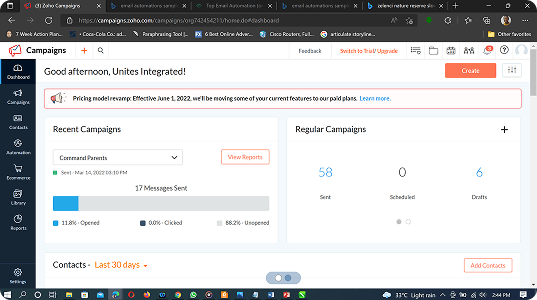 (3) Zoho Campaigns
email automations sampl
Top Email Automation
email automations sampl
zelenci nature reserve slo
https://campaigns.zoho.com/campaigns/org742454211/home.do#dashboard
7 Week Action Plan...
Coca-Cola Co.: ad
Paraphrasing Tool |
6 Best Online Adver...
Cisco Routers, Full...
articulate storyline...
Other favorites
Campaigns
Feedback
Switch to Trial/ Upgrade
Dashboard
Campaigns
Contacts
Automation
Ecommerce
Library
Reports
Settings
Good afternoon, Unites Integrated!
Create
Pricing model revamp: Effective June 1, 2022, we'll be moving some of your current features to our paid plans. Learn more.
Recent Campaigns
Command Parents
View Reports
Sent - Mar 14, 2022 03:10 PM
17 Messages Sent
11.8% - Opened
0.0% - Clicked
88.2% - Unopened
Regular Campaigns
+
58
0
6
Sent
Scheduled
Drafts
Contacts - Last 30 days
Add Contacts
33°C Light rain
2:44 PM